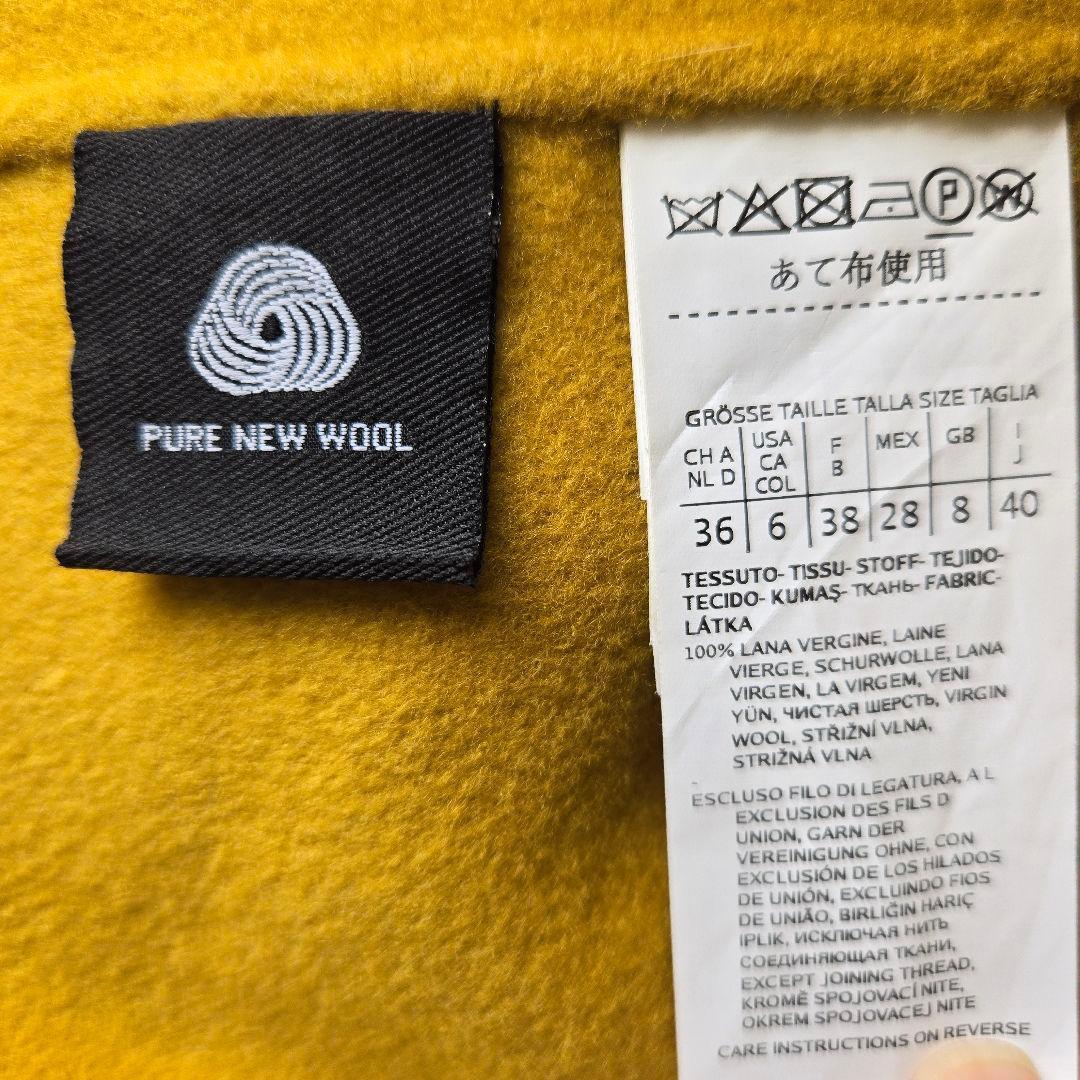 PURE NEW WOOL
P W
あて布使用
GRÖSSE TAILLE TALLA SIZE TAGLIA
CH A NL D
USA CA COL
F B
MEX
GB
I J
36 6 38 28 8 40
TESSUTO- TISSU- STOFF- TEJIDO-
TECIDO- KUMAŞ- ТКАНЬ- FABRIC-
LÁTKA
100% LANA VERGINE, LAINE
VIERGE, SCHURWOLLE, LANA
VIRGEN, LA VIRGEM, YENI
YÜN, ЧИСТАЯ ШЕРСТЬ, VIRGIN
WOOL, STŘIŽNÍ VLNA,
STRIŽNÁ VLNA
ESCLUSO FILO DI LEGATURA, A L
EXCLUSION DES FILS D
UNION, GARN DER
VEREINIGUNG OHNE, CON
EXCLUSIÓN DE LOS HILADOS
DE UNIÓN, EXCLUINDO FIOS
DE UNIÃO, BIRLIĞIN HARIÇ
IPLIK, ИСКЛЮЧАЯ НИТЬ
СОЕДИНЯЮЩАЯ ТКАНИ,
EXCEPT JOINING THREAD,
KROMĚ SPOJOVACÍ NITE,
OKREM SPOJOVACEJ NITE
CARE INSTRUCTIONS ON REVERSE